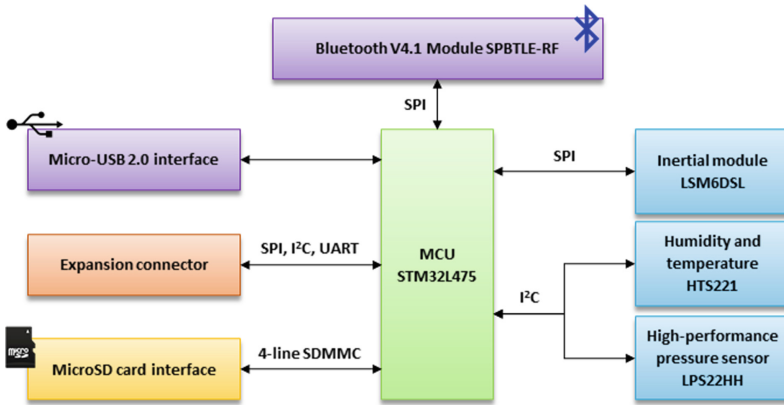 Bluetooth V4.1 Module SPBTLE-RF
SPI
Micro-USB 2.0 interface
SPI
Inertial module
LSM6DSL
Expansion connector
SPI, I²C, UART
MCU
STM32L475
Humidity and
temperature
HTS221
I²C
microSD
MicroSD card interface
4-line SDMMC
High-performance
pressure sensor
LPS22HH